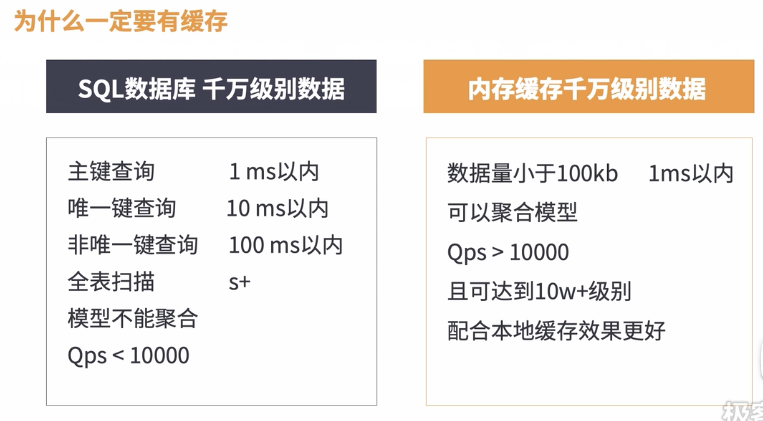 为什么一定要有缓存
SQL数据库 千万级别数据
主键查询 1 ms以内
唯一键查询 10 ms以内
非唯一键查询 100 ms以内
全表扫描 s+
模型不能聚合
Qps < 10000
内存缓存千万级别数据
数据量小于100kb 1ms以内
可以聚合模型
Qps > 10000
且可达到10w+级别
配合本地缓存效果更好